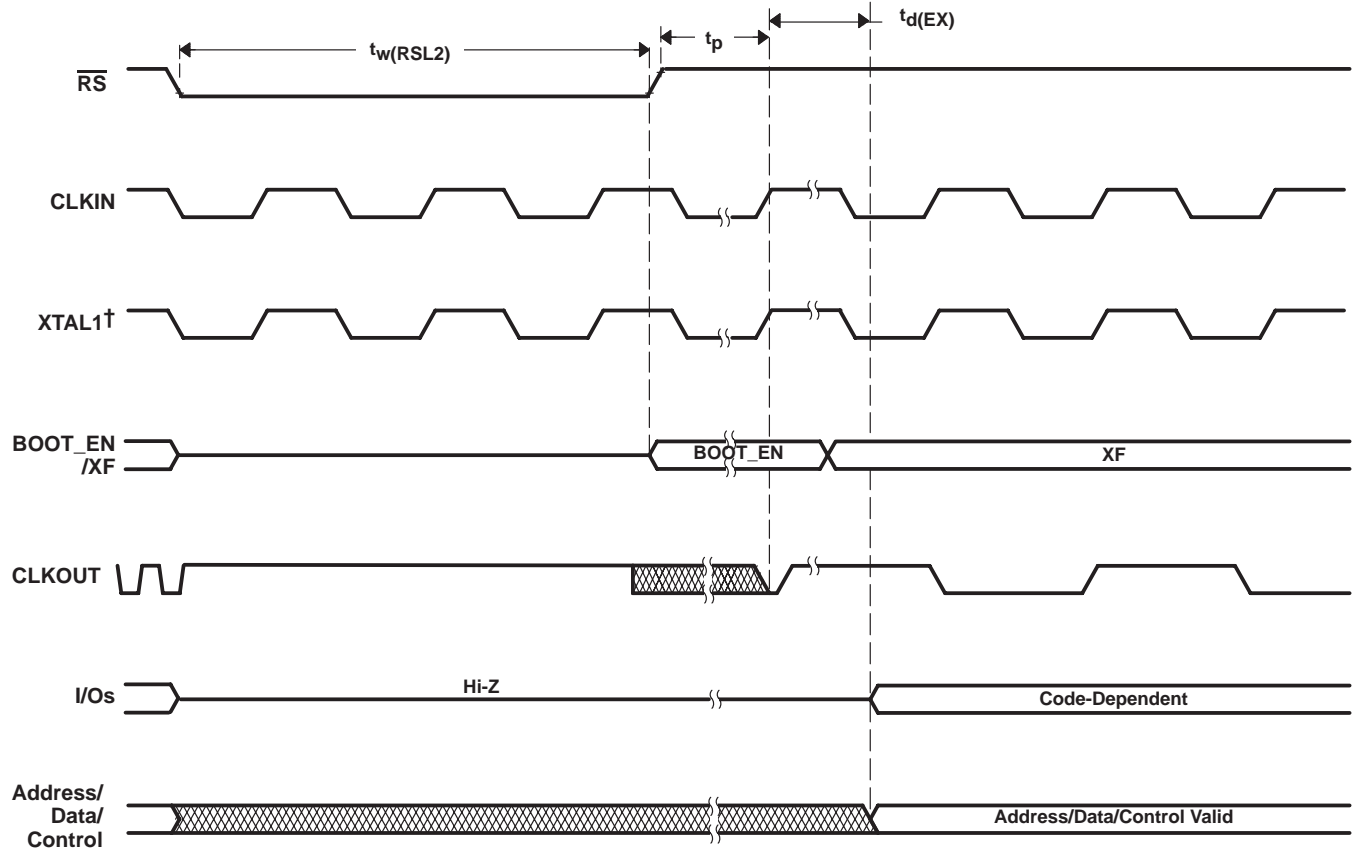 tw(RSL2)
tp
td(EX)
RS
CLKIN
XTAL1†
BOOT_EN
/XF
BOOT_EN
XF
CLKOUT
I/Os
Hi-Z
Code-Dependent
Address/
Data/
Control
Address/Data/Control Valid